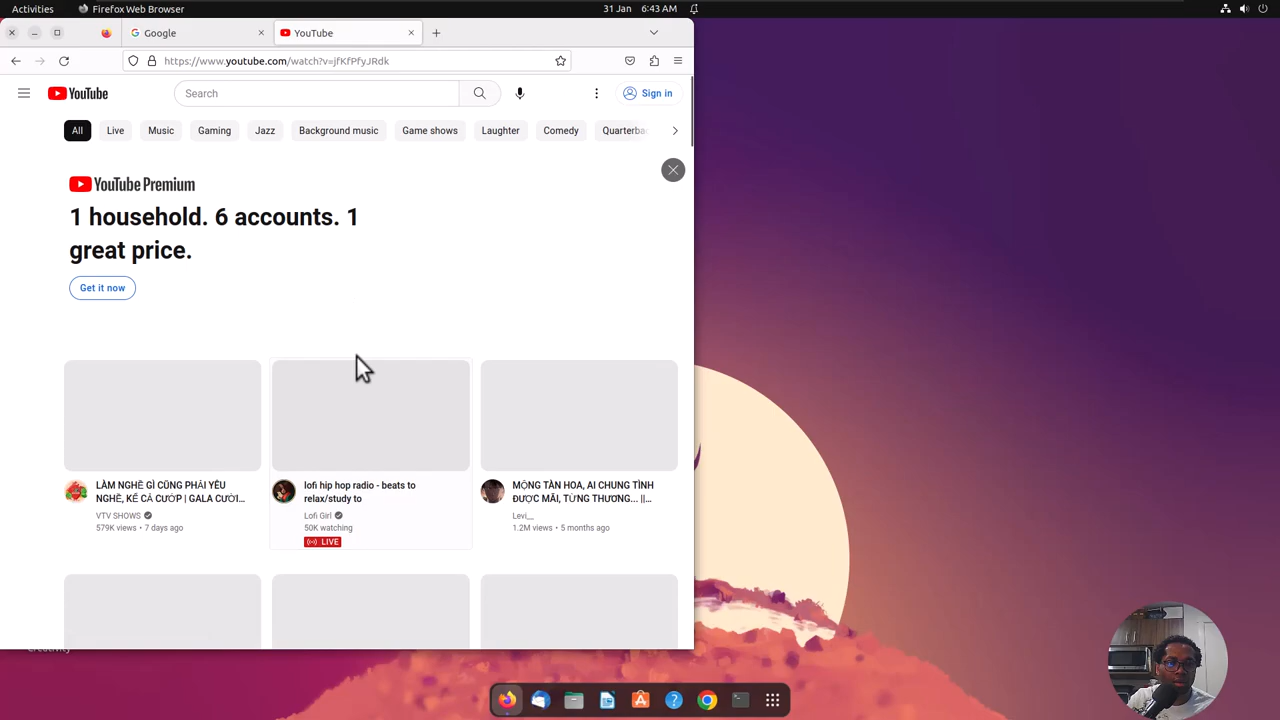 Activities
Firefox Web Browser
31 Jan 6:43 AM
Google
YouTube
https://www.youtube.com/watch?v=jfKfPfyJRdk
YouTube
Search
Sign in
All
Live
Music
Gaming
Jazz
Background music
Game shows
Laughter
Comedy
Quarterbac
YouTube Premium
1 household. 6 accounts. 1
great price.
Get it now
LÀM NGHỀ GÌ CŨNG PHẢI YÊU
NGHỀ, KỂ CẢ CƯỚP | GALA CƯỜI...
VTV SHOWS
579K views • 7 days ago
lofi hip hop radio - beats to
relax/study to
Lofi Girl
50K watching
LIVE
MỘNG TÀN HOA, AI CHUNG TÌNH
ĐƯỢC MÃI, TỪNG THƯƠNG... ||...
Levi__
1.2M views • 5 months ago
Creativity